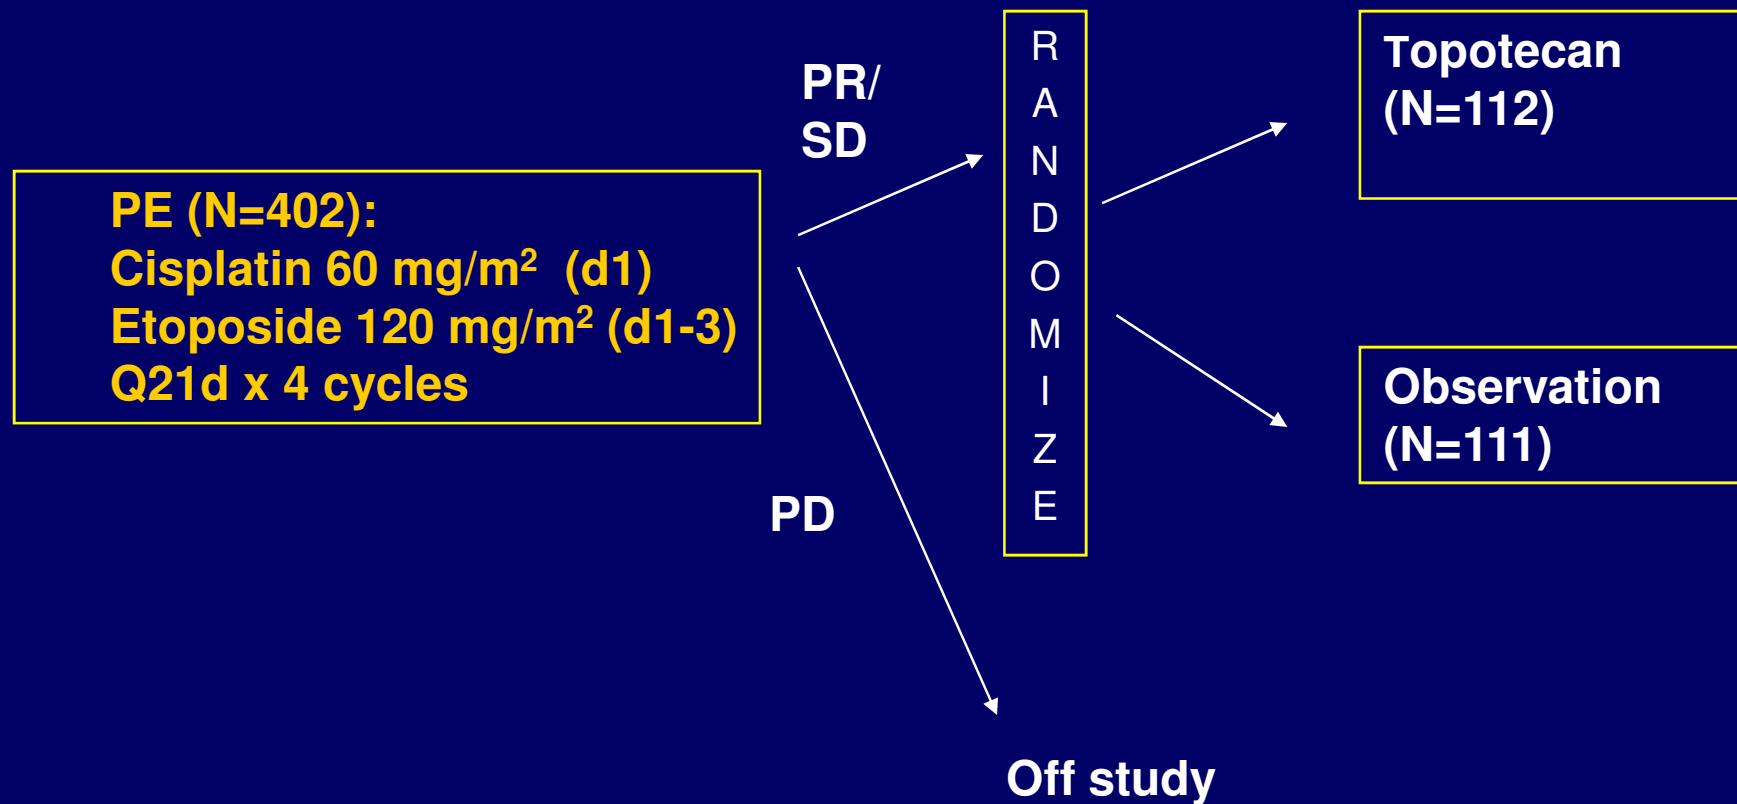 PE (N=402):
Cisplatin 60 mg/m² (d1)
Etoposide 120 mg/m² (d1-3)
Q21d x 4 cycles
PR/
SD
PD
R
A
N
D
O
M
I
Z
E
Topotecan
(N=112)
Observation
(N=111)
Off study